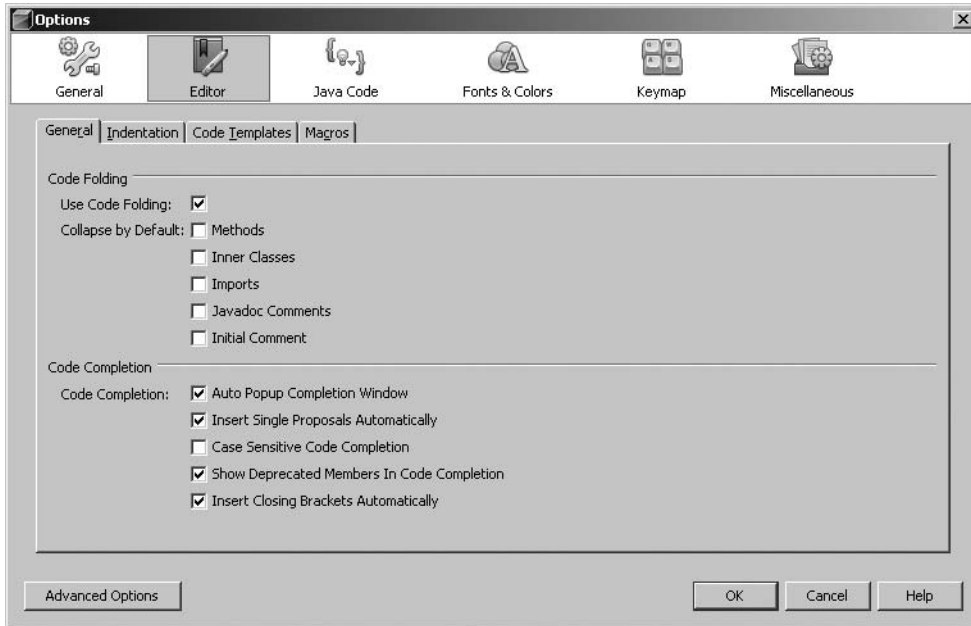 Options
General Editor Java Code Fonts & Colors Keymap Miscellaneous
General Indentation Code Templates Macros
Code Folding
Use Code Folding:
Collapse by Default: Methods
Inner Classes
Imports
Javadoc Comments
Initial Comment
Code Completion
Code Completion: Auto Popup Completion Window
Insert Single Proposals Automatically
Case Sensitive Code Completion
Show Deprecated Members In Code Completion
Insert Closing Brackets Automatically
Advanced Options OK Cancel Help